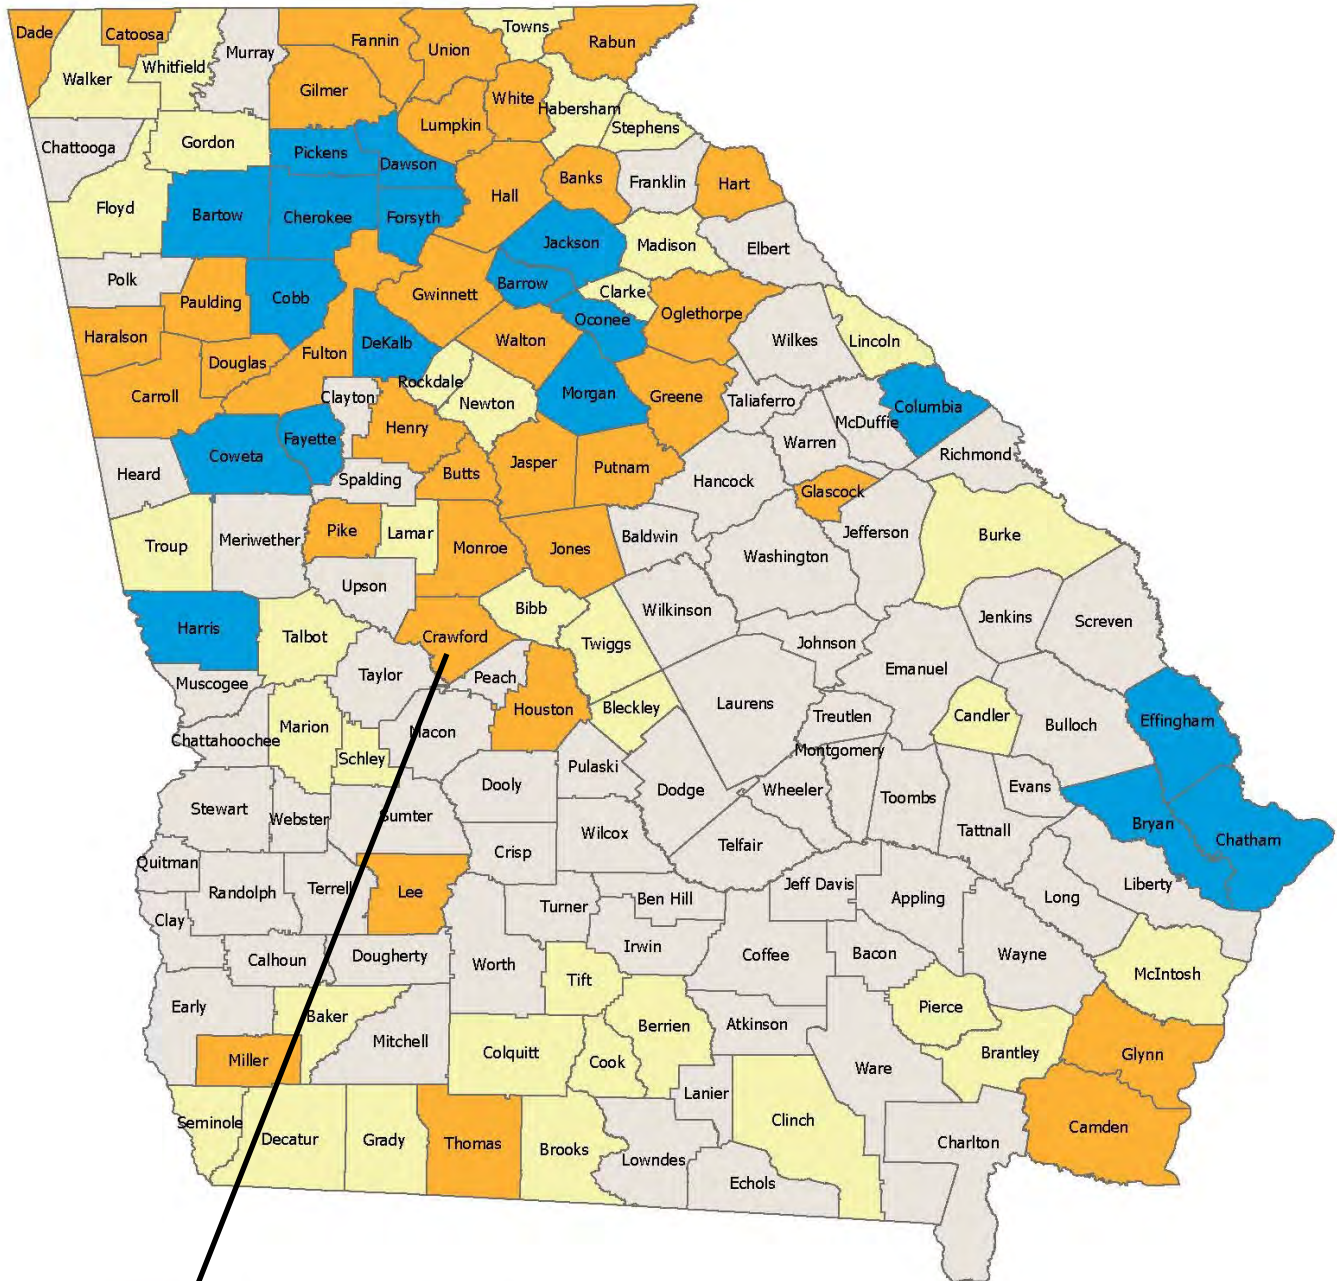 Dade
Catoosa
Walker
Whitfield
Murray
Fannin
Union
Towns
Rabun
Gilmer
White
Habersham
Lumpkin
Stephens
Chattooga
Gordon
Pickens
Dawson
Hall
Banks
Franklin
Hart
Floyd
Bartow
Cherokee
Forsyth
Jackson
Madison
Elbert
Polk
Paulding
Cobb
Gwinnett
Barrow
Clarke
Oconee
Oglethorpe
Wilkes
Lincoln
Haralson
Douglas
Fulton
DeKalb
Walton
Carroll
Clayton
Rockdale
Newton
Morgan
Greene
Taliaferro
McDuffie
Columbia
Warren
Richmond
Heard
Coweta
Fayette
Henry
Spalding
Butts
Jasper
Putnam
Hancock
Glascock
Jefferson
Burke
Troup
Meriwether
Pike
Lamar
Monroe
Jones
Baldwin
Washington
Upson
Bibb
Wilkinson
Jenkins
Screven
Harris
Talbot
Crawford
Twiggs
Johnson
Emanuel
Muscogee
Taylor
Peach
Houston
Bleckley
Laurens
Treutlen
Candler
Bulloch
Effingham
Chattahoochee
Marion
Schley
Macon
Dooly
Pulaski
Dodge
Montgomery
Wheeler
Toombs
Evans
Tattnall
Bryan
Chatham
Stewart
Webster
Sumter
Crisp
Wilcox
Telfair
Quitman
Randolph
Terrell
Lee
Turner
Ben Hill
Jeff Davis
Appling
Long
Liberty
Clay
Calhoun
Dougherty
Worth
Irwin
Coffee
Bacon
Wayne
McIntosh
Early
Baker
Mitchell
Tift
Berrien
Atkinson
Pierce
Brantley
Glynn
Miller
Colquitt
Cook
Lanier
Ware
Seminole
Decatur
Grady
Thomas
Brooks
Lowndes
Echols
Clinch
Charlton
Camden